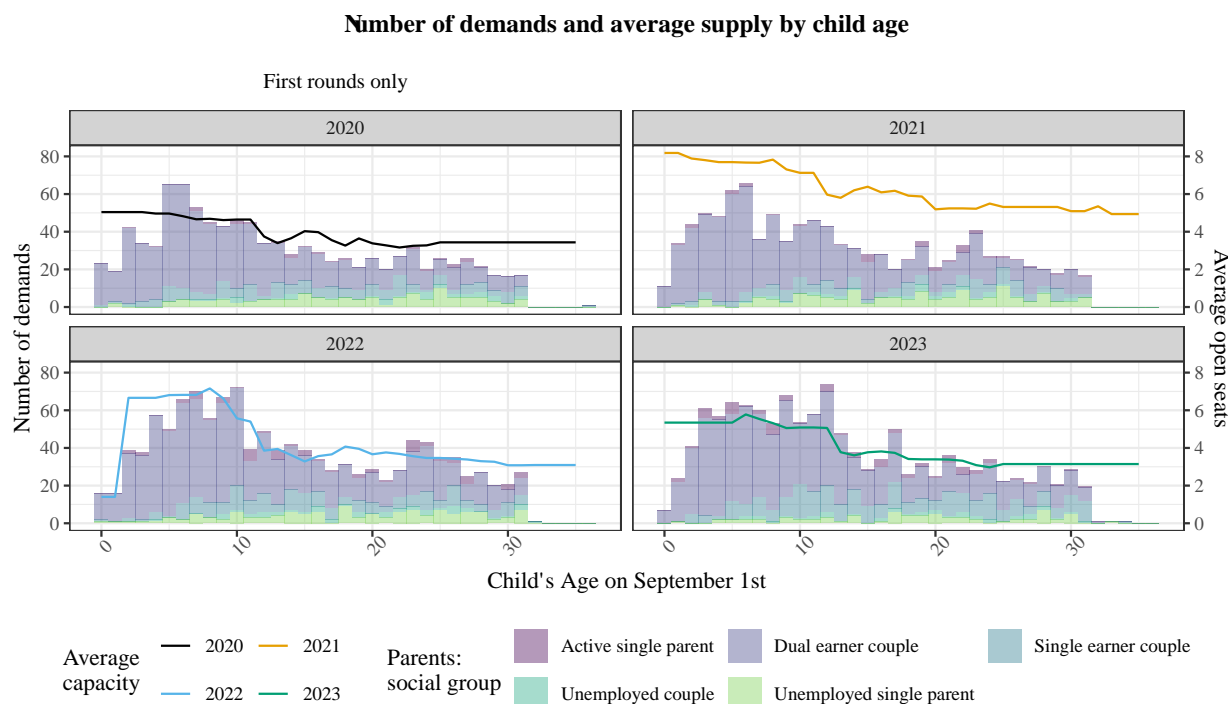 Number of demands and average supply by child age
First rounds only
2020
2021
80
60
40
20
0
8
6
4
2
0
2022
2023
80
60
40
20
0
8
6
4
2
0
0
10
20
30
0
10
20
30
Number of demands
Average open seats
Child's Age on September 1st
Average
capacity
2020
2021
2022
2023
Parents:
social group
Active single parent
Dual earner couple
Single earner couple
Unemployed couple
Unemployed single parent